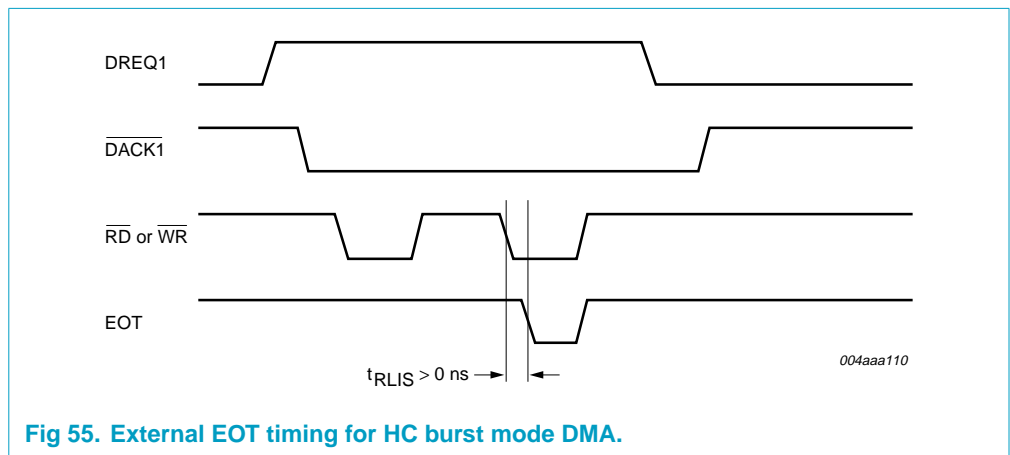 DREQ1
DACK1
RD or WR
EOT
tRLIS > 0 ns
004aaa110
Fig 55. External EOT timing for HC burst mode DMA.